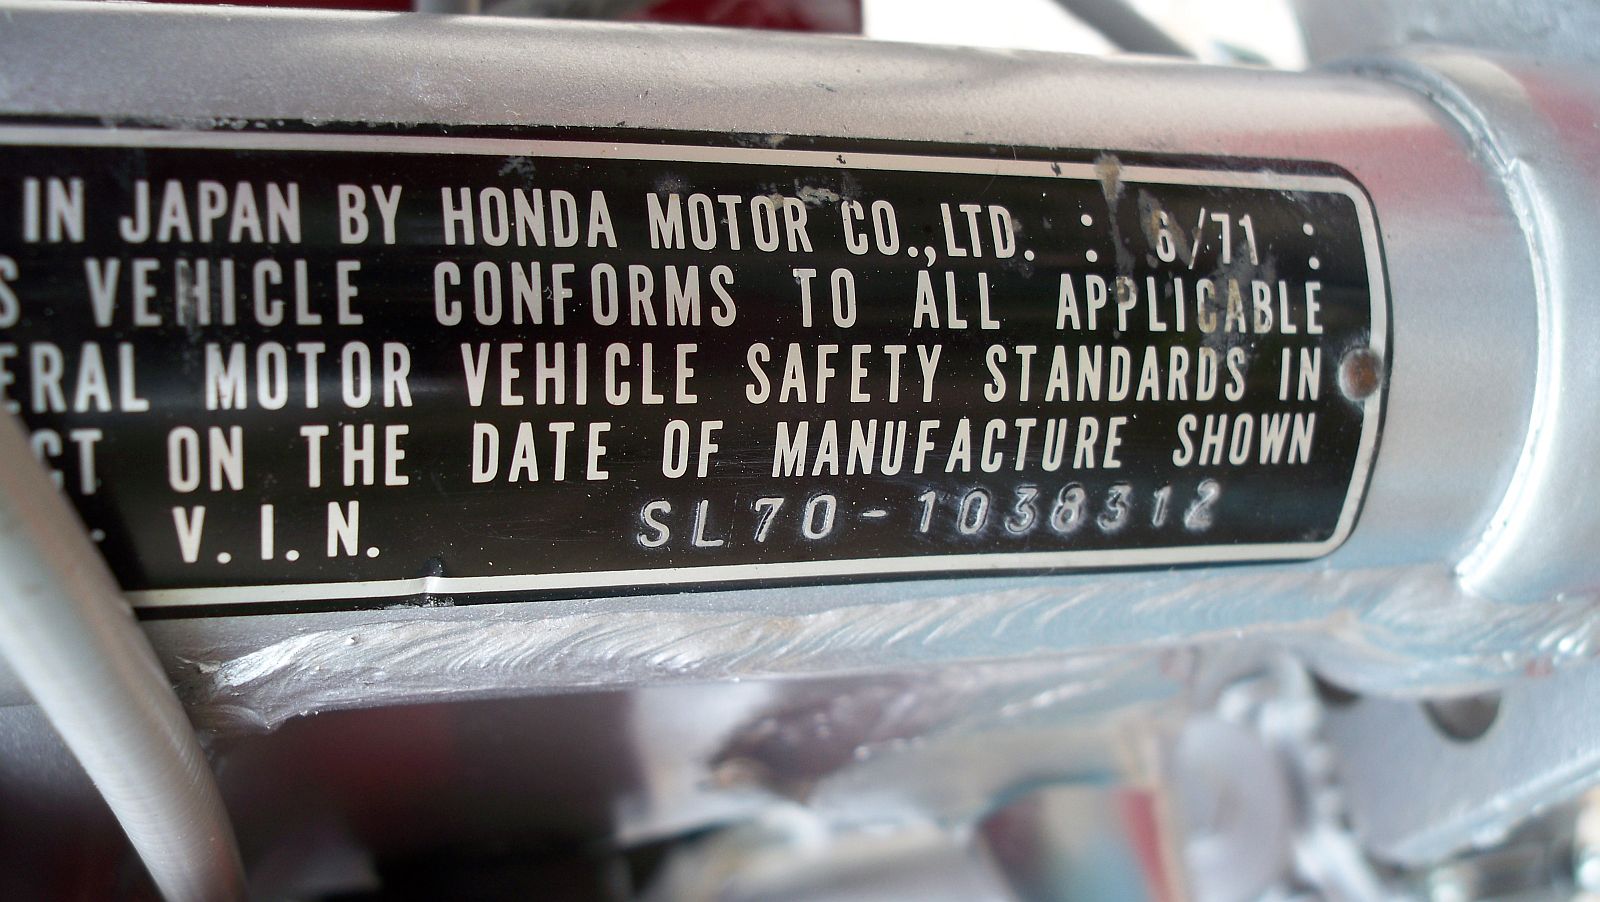 IN JAPAN BY HONDA MOTOR CO.,LTD. : 6/71 :
VEHICLE CONFORMS TO ALL APPLICABLE
MOTOR VEHICLE SAFETY STANDARDS IN
ON THE DATE OF MANUFACTURE SHOWN
V.I.N. SL70-1038312